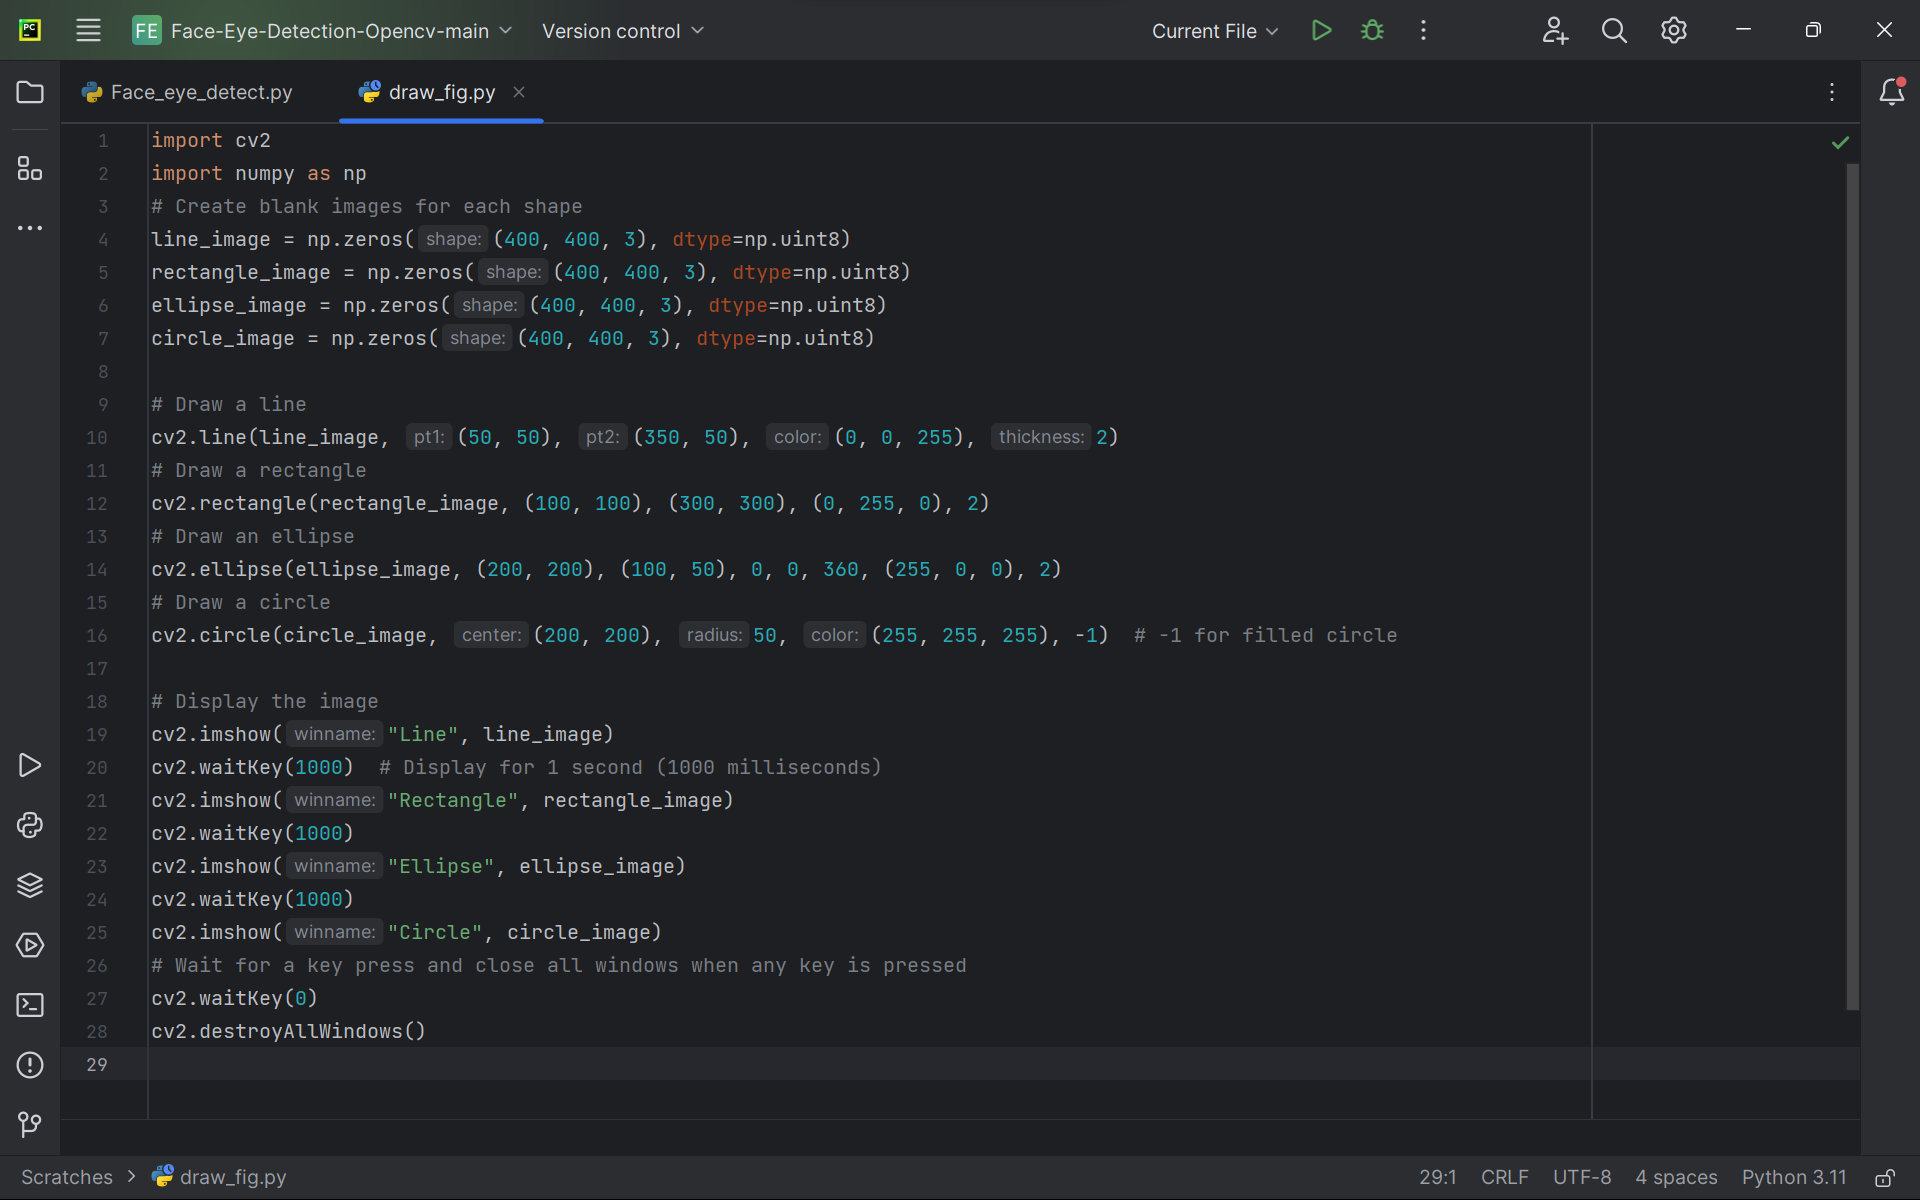 PC FE Face-Eye-Detection-Opencv-main Version control Current File
Face_eye_detect.py draw_fig.py
1 import cv2
2 import numpy as np
3 # Create blank images for each shape
4 line_image = np.zeros( shape: (400, 400, 3), dtype=np.uint8)
5 rectangle_image = np.zeros( shape: (400, 400, 3), dtype=np.uint8)
6 ellipse_image = np.zeros( shape: (400, 400, 3), dtype=np.uint8)
7 circle_image = np.zeros( shape: (400, 400, 3), dtype=np.uint8)
8
9 # Draw a line
10 cv2.line(line_image, pt1: (50, 50), pt2: (350, 50), color: (0, 0, 255), thickness: 2)
11 # Draw a rectangle
12 cv2.rectangle(rectangle_image, (100, 100), (300, 300), (0, 255, 0), 2)
13 # Draw an ellipse
14 cv2.ellipse(ellipse_image, (200, 200), (100, 50), 0, 0, 360, (255, 0, 0), 2)
15 # Draw a circle
16 cv2.circle(circle_image, center: (200, 200), radius: 50, color: (255, 255, 255), -1) # -1 for filled circle
17
18 # Display the image
19 cv2.imshow( winname: "Line", line_image)
20 cv2.waitKey(1000) # Display for 1 second (1000 milliseconds)
21 cv2.imshow( winname: "Rectangle", rectangle_image)
22 cv2.waitKey(1000)
23 cv2.imshow( winname: "Ellipse", ellipse_image)
24 cv2.waitKey(1000)
25 cv2.imshow( winname: "Circle", circle_image)
26 # Wait for a key press and close all windows when any key is pressed
27 cv2.waitKey(0)
28 cv2.destroyAllWindows()
29
Scratches draw_fig.py 29:1 CRLF UTF-8 4 spaces Python 3.11